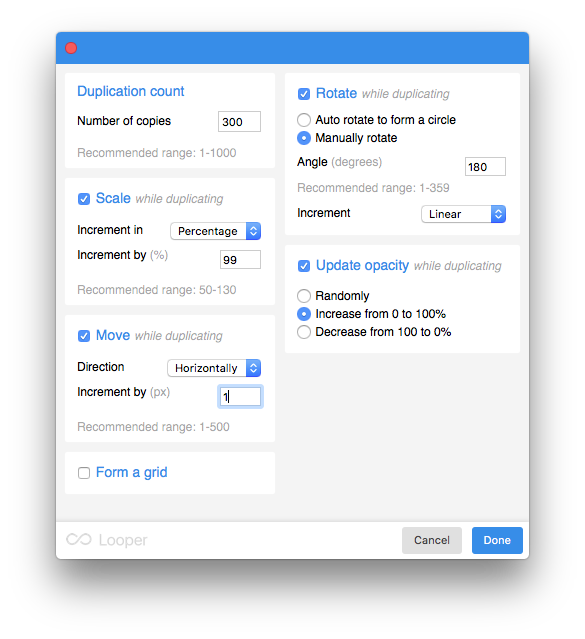 Duplication count
Number of copies 300
Recommended range: 1-1000
Scale while duplicating
Increment in Percentage
Increment by (%) 99
Recommended range: 50-130
Move while duplicating
Direction Horizontally
Increment by (px) 1
Recommended range: 1-500
Form a grid
Rotate while duplicating
Auto rotate to form a circle
Manually rotate
Angle (degrees) 180
Recommended range: 1-359
Increment Linear
Update opacity while duplicating
Randomly
Increase from 0 to 100%
Decrease from 100 to 0%
Looper Cancel Done